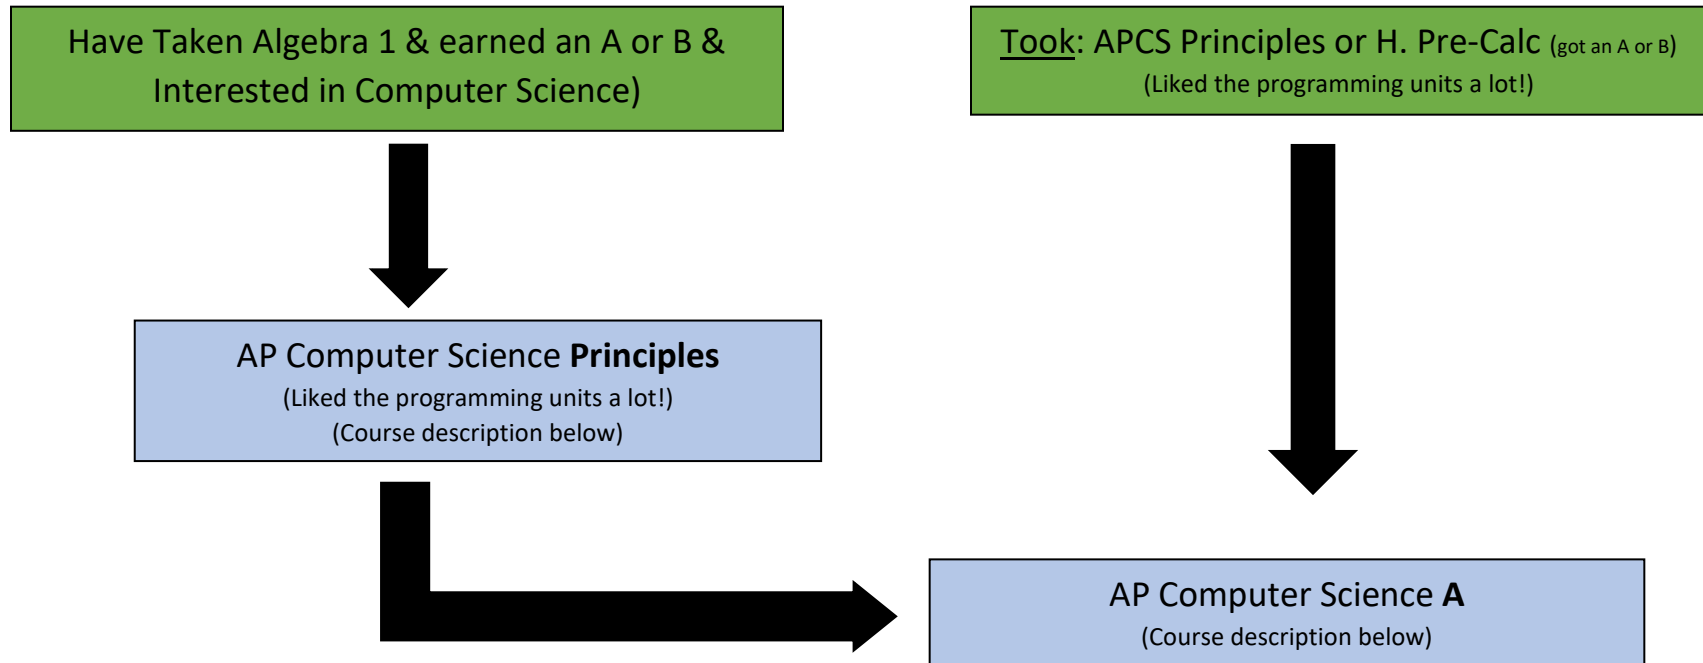 Have Taken Algebra 1 & earned an A or B &
Interested in Computer Science)
Took: APCS Principles or H. Pre-Calc (got an A or B)
(Liked the programming units a lot!)
AP Computer Science Principles
(Liked the programming units a lot!)
(Course description below)
AP Computer Science A
(Course description below)